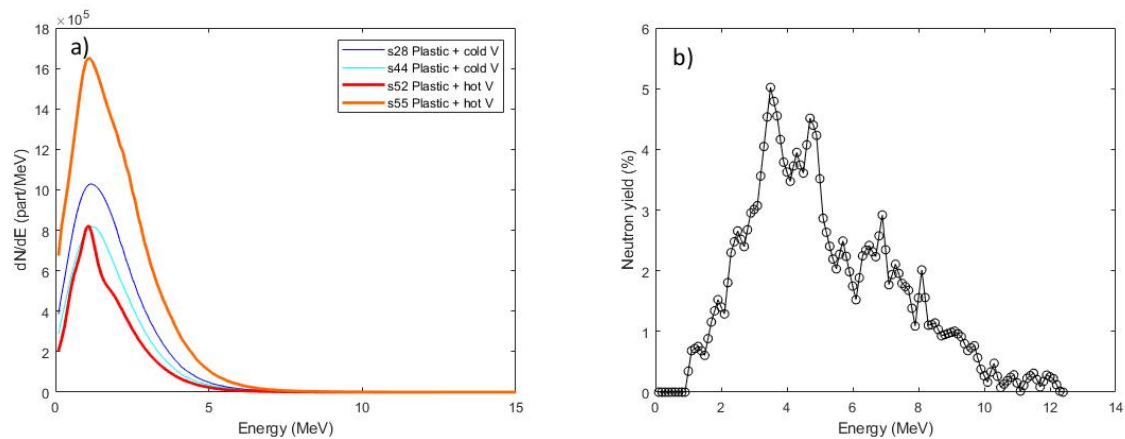 ×10⁵
a)
18
16
14
12
10
8
6
4
2
0
dN/dE (part/MeV)
s28 Plastic + cold V
s44 Plastic + cold V
s52 Plastic + hot V
s55 Plastic + hot V
0 5 10 15
Energy (MeV)
b)
6
5
4
3
2
1
0
Neutron yield (%)
0 2 4 6 8 10 12 14
Energy (MeV)